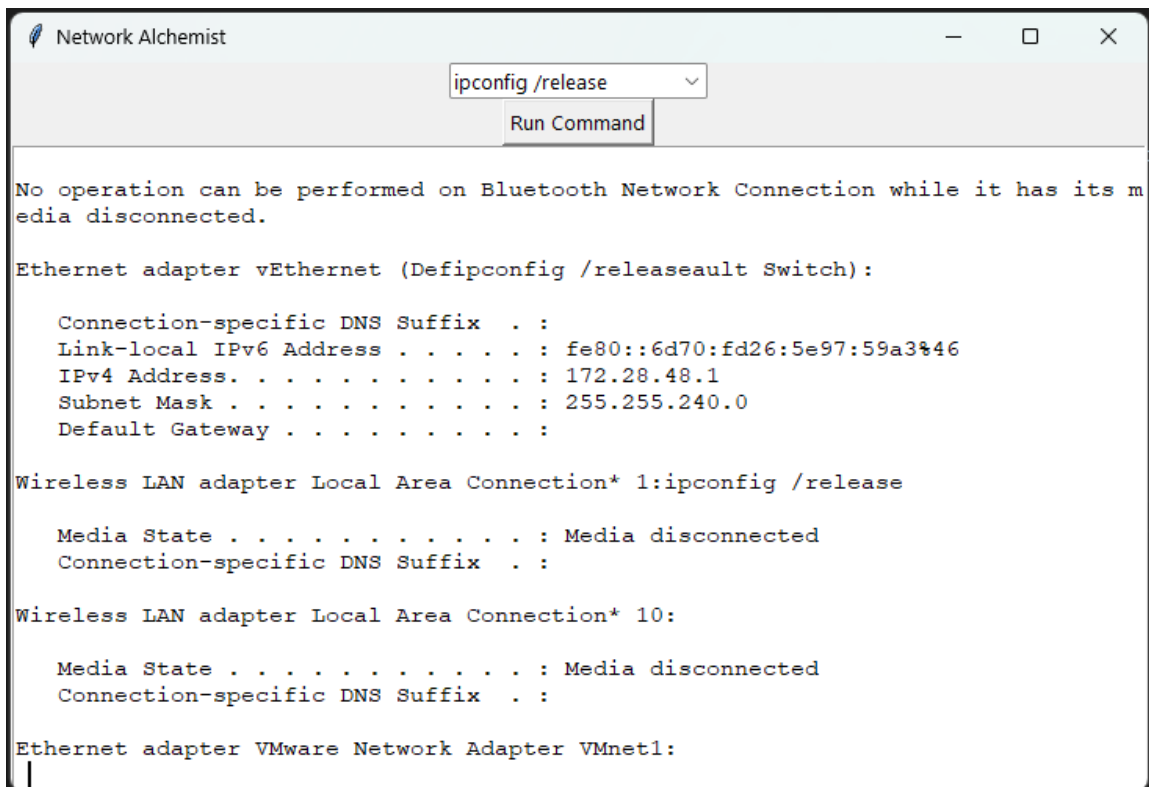 Network Alchemist
ipconfig /release
Run Command
No operation can be performed on Bluetooth Network Connection while it has its m
edia disconnected.
Ethernet adapter vEthernet (Defipconfig /releaseault Switch):
Connection-specific DNS Suffix  . :
Link-local IPv6 Address . . . . . : fe80::6d70:fd26:5e97:59a3%46
IPv4 Address. . . . . . . . . . . : 172.28.48.1
Subnet Mask . . . . . . . . . . . : 255.255.240.0
Default Gateway . . . . . . . . . :
Wireless LAN adapter Local Area Connection* 1:ipconfig /release
Media State . . . . . . . . . . . : Media disconnected
Connection-specific DNS Suffix  . :
Wireless LAN adapter Local Area Connection* 10:
Media State . . . . . . . . . . . : Media disconnected
Connection-specific DNS Suffix  . :
Ethernet adapter VMware Network Adapter VMnet1: